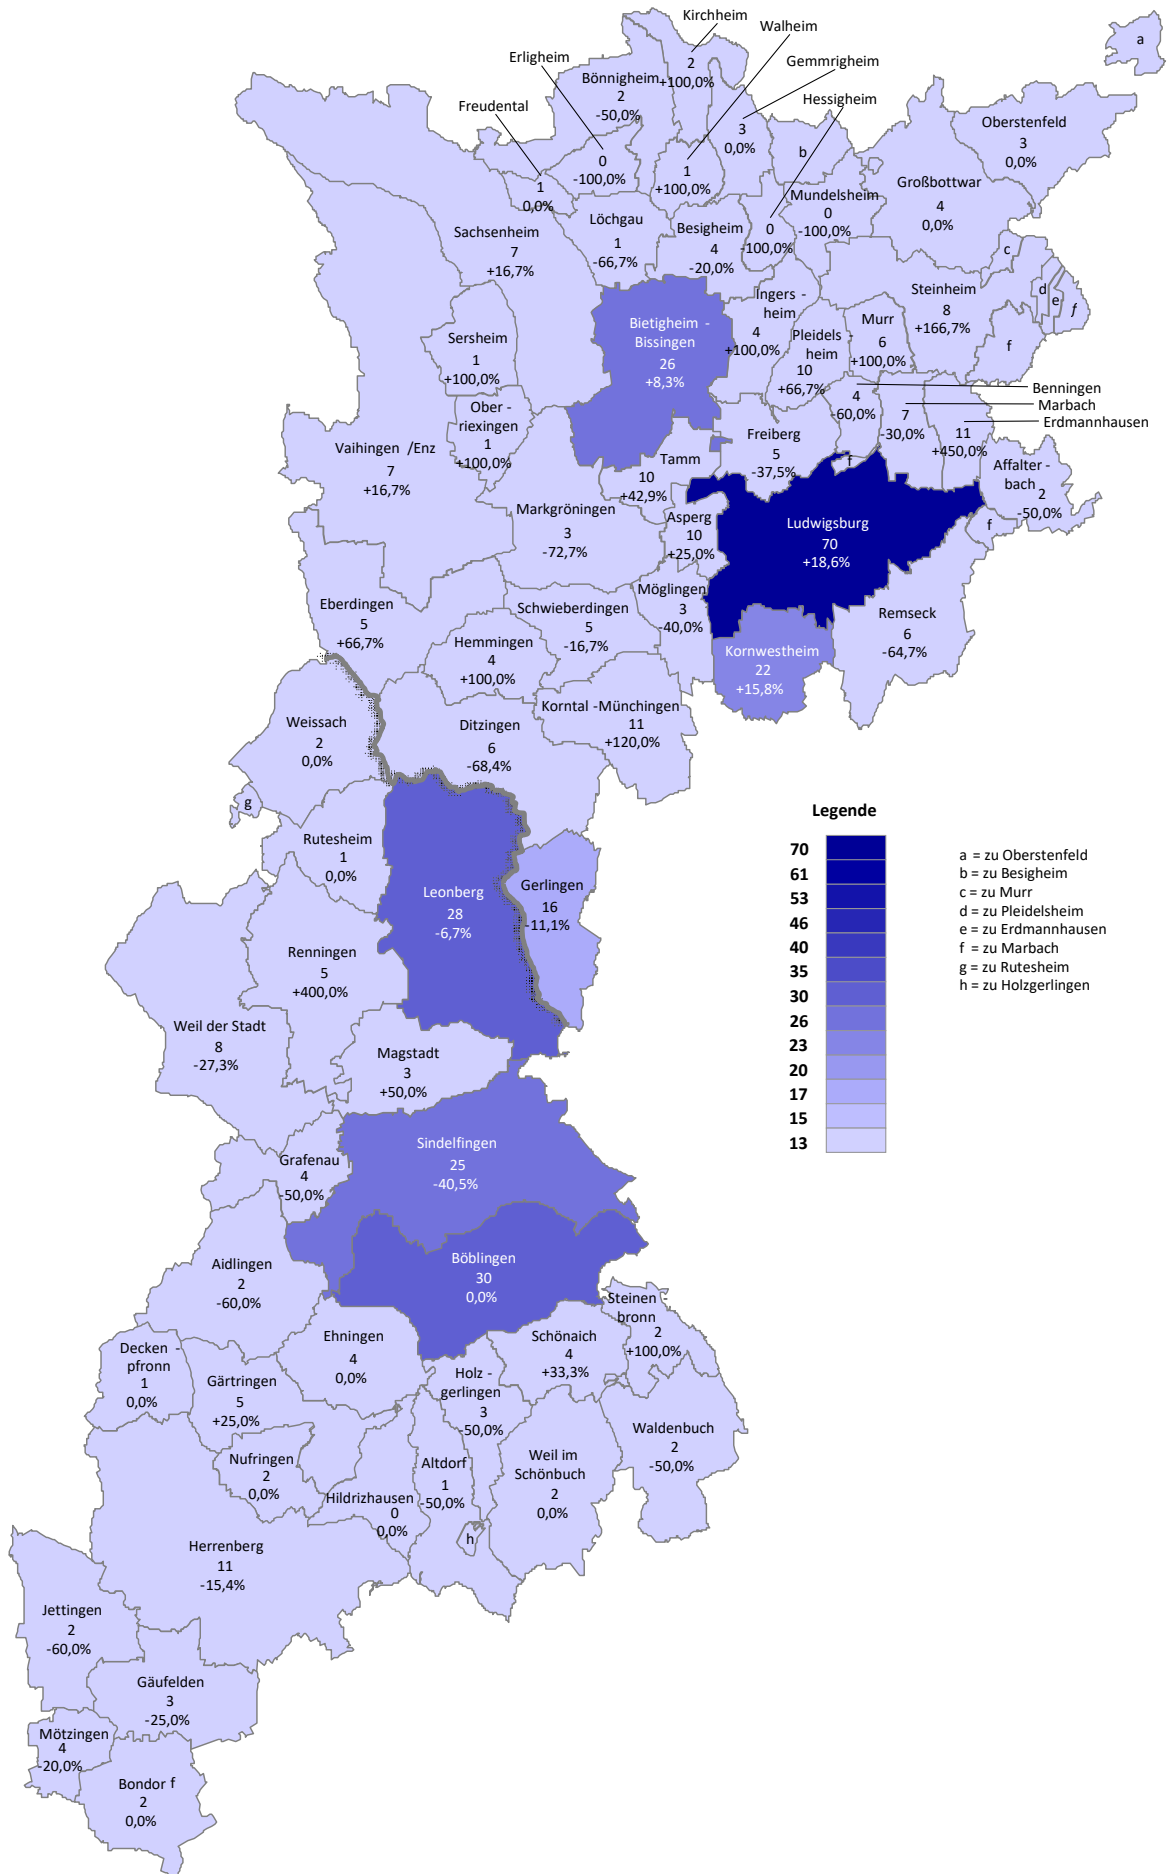 Kirchheim
2
+100,0%
Walheim
1
+100,0%
Gemmrigheim
3
0,0%
Hessigheim
0
-100,0%
Erligheim
0
-100,0%
Freudental
1
0,0%
Bönnigheim
2
-50,0%
a
b
Oberstenfeld
3
0,0%
Großbottwar
4
0,0%
Mundelsheim
0
-100,0%
Löchgau
1
-66,7%
Besigheim
4
-20,0%
Sachsenheim
7
+16,7%
c
d
e
f
f
Steinheim
8
+166,7%
Ingers -
heim
4
+100,0%
Pleidels -
heim
10
+66,7%
Murr
6
+100,0%
Bietigheim -
Bissingen
26
+8,3%
Sersheim
1
+100,0%
Ober -
riexingen
1
+100,0%
Vaihingen /Enz
7
+16,7%
Benningen
4
-60,0%
Marbach
7
-30,0%
Erdmannhausen
11
+450,0%
Freiberg
5
-37,5%
f
Tamm
10
+42,9%
Affalter -
bach
2
-50,0%
f
Markgröningen
3
-72,7%
Asperg
10
+25,0%
Ludwigsburg
70
+18,6%
Möglingen
3
-40,0%
Schwieberdingen
5
-16,7%
Eberdingen
5
+66,7%
Hemmingen
4
+100,0%
Remseck
6
-64,7%
Kornwestheim
22
+15,8%
Korntal -Münchingen
11
+120,0%
Ditzingen
6
-68,4%
Weissach
2
0,0%
g
Rutesheim
1
0,0%
Leonberg
28
-6,7%
Gerlingen
16
-11,1%
Renningen
5
+400,0%
Weil der Stadt
8
-27,3%
Magstadt
3
+50,0%
Legende
70
61
53
46
40
35
30
26
23
20
17
15
13
a = zu Oberstenfeld
b = zu Besigheim
c = zu Murr
d = zu Pleidelsheim
e = zu Erdmannhausen
f = zu Marbach
g = zu Rutesheim
h = zu Holzgerlingen
Sindelfingen
25
-40,5%
Grafenau
4
-50,0%
Böblingen
30
0,0%
Aidlingen
2
-60,0%
Steinen -
bronn
2
+100,0%
Schönaich
4
+33,3%
Ehningen
4
0,0%
Decken -
pfronn
1
0,0%
Gärtringen
5
+25,0%
Holz -
gerlingen
3
-50,0%
Waldenbuch
2
-50,0%
Weil im
Schönbuch
2
0,0%
Altdorf
1
-50,0%
Nufringen
2
0,0%
Hildrizhausen
0
0,0%
h
Herrenberg
11
-15,4%
Jettingen
2
-60,0%
Gäufelden
3
-25,0%
Mötzingen
4
-20,0%
Bondor f
2
0,0%